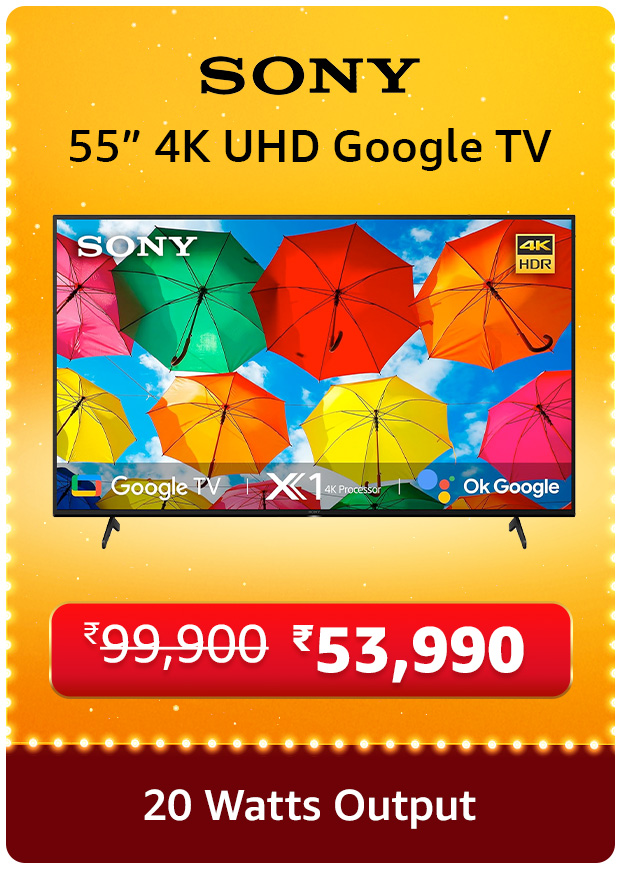 SONY
55” 4K UHD Google TV
SONY
4K
HDR
Google TV | X1 4K Processor | Ok Google
SONY
₹99,900 ₹53,990
20 Watts Output